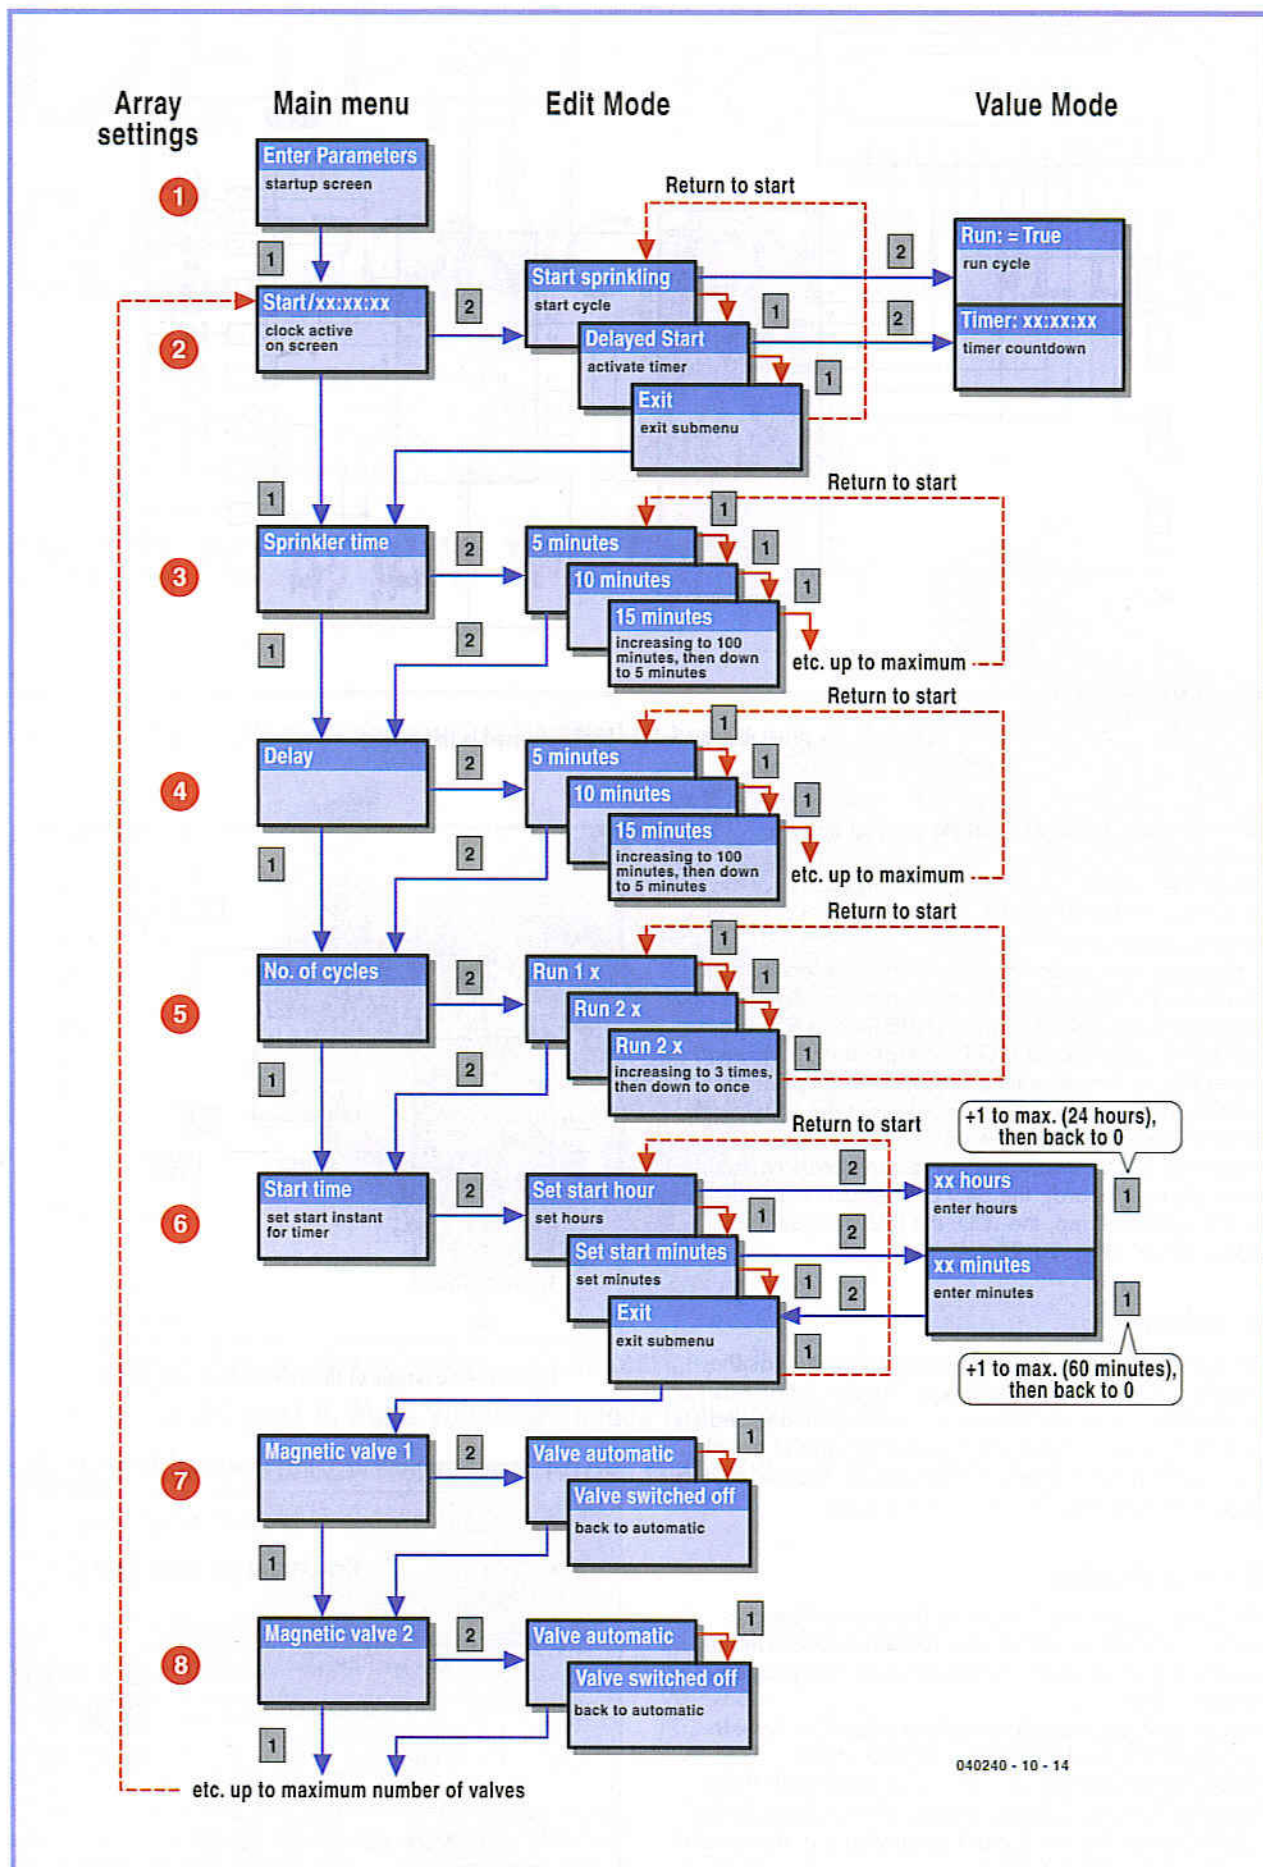 Array
settings
Main menu
Edit Mode
Value Mode
1
Enter Parameters
startup screen
1
Return to start
2
Start/xx:xx:xx
clock active
on screen
2
Start sprinkling
start cycle
1
Delayed Start
activate timer
1
Exit
exit submenu
2
Run: = True
run cycle
2
Timer: xx:xx:xx
timer countdown
1
Return to start
3
Sprinkler time
2
5 minutes
1
10 minutes
1
15 minutes
increasing to 100
minutes, then down
to 5 minutes
1
etc. up to maximum
1
2
Return to start
4
Delay
2
5 minutes
1
10 minutes
1
15 minutes
increasing to 100
minutes, then down
to 5 minutes
1
etc. up to maximum
1
2
Return to start
5
No. of cycles
2
Run 1 x
1
Run 2 x
1
Run 2 x
increasing to 3 times,
then down to once
1
1
2
Return to start
+1 to max. (24 hours),
then back to 0
6
Start time
set start instant
for timer
2
Set start hour
set hours
1
Set start minutes
set minutes
1
Exit
exit submenu
1
2
xx hours
enter hours
1
2
xx minutes
enter minutes
1
2
+1 to max. (60 minutes),
then back to 0
7
Magnetic valve 1
2
Valve automatic
1
Valve switched off
back to automatic
1
8
Magnetic valve 2
2
Valve automatic
1
Valve switched off
back to automatic
1
etc. up to maximum number of valves
040240 - 10 - 14